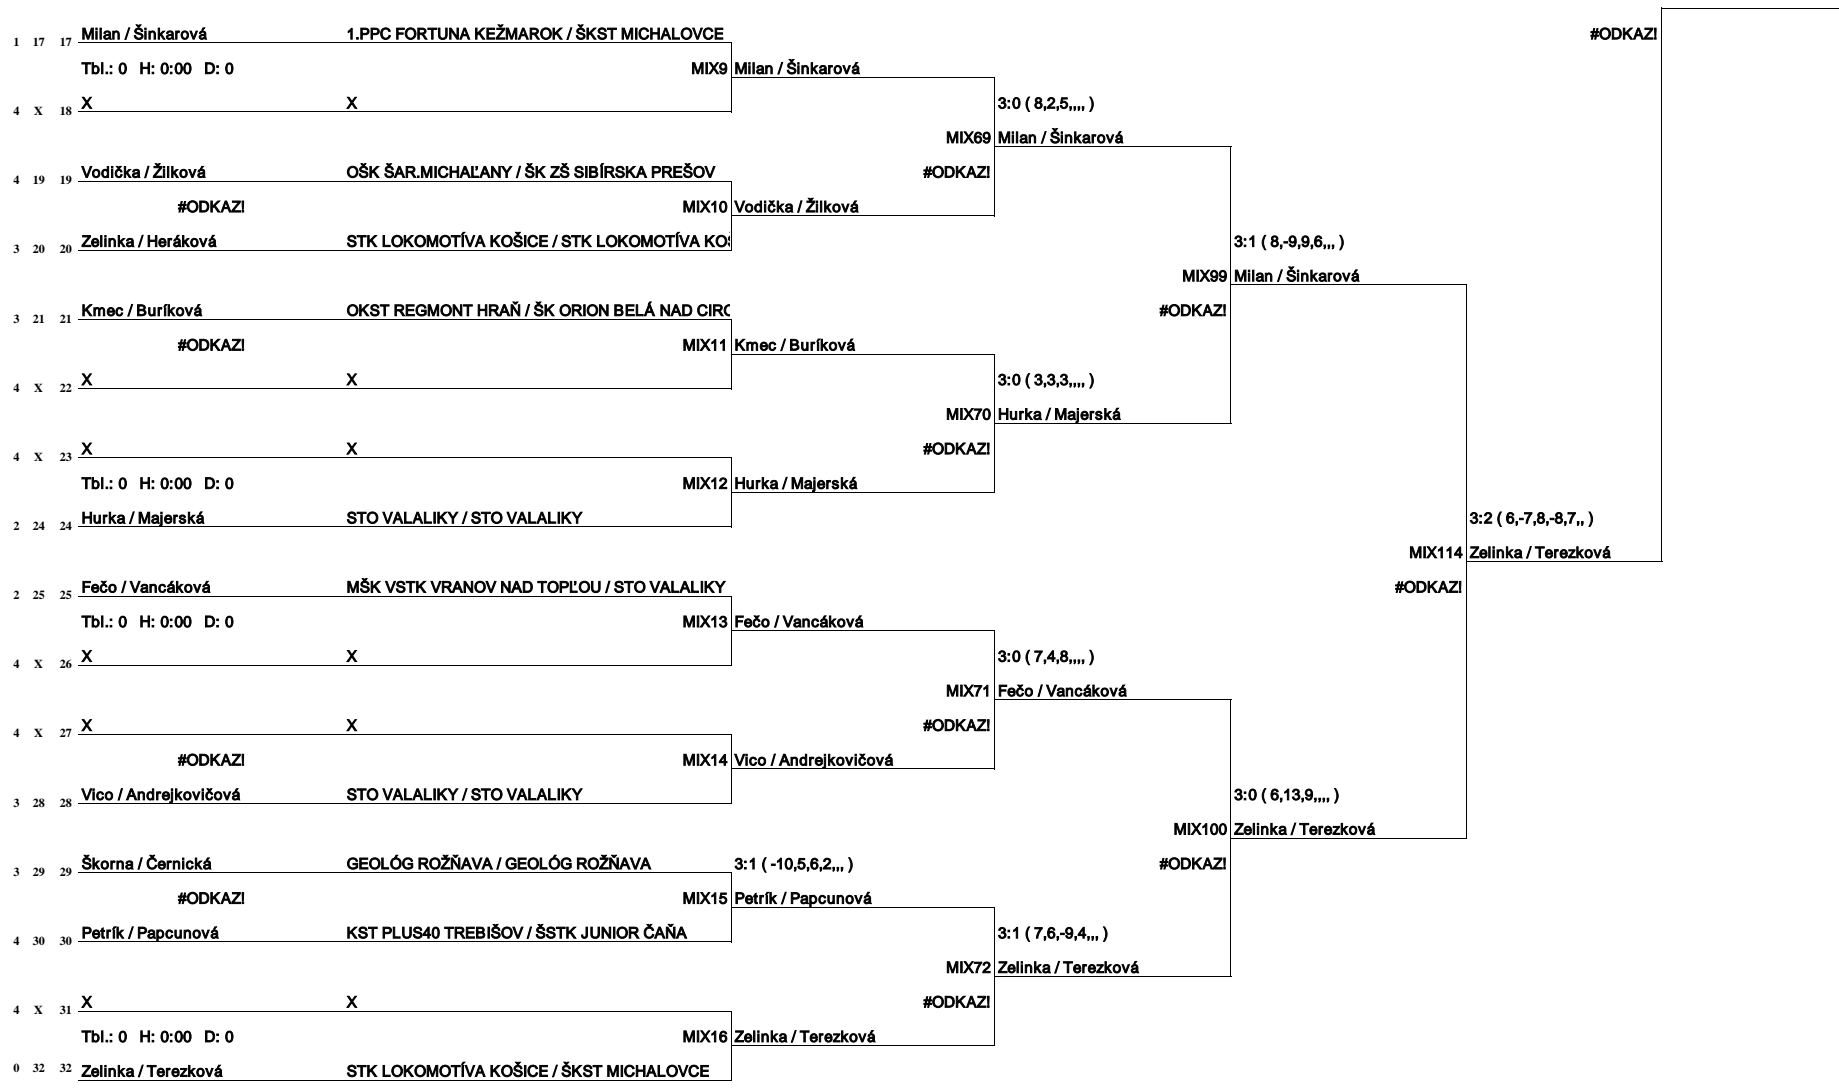 1 17 17 Milan / Šinkarová 1.PPC FORTUNA KEŽMAROK / ŠKST MICHALOVCE #ODKAZ!
Tbl.: 0 H: 0:00 D: 0 MIX9 Milan / Šinkarová
4 X 18 X X 3:0 ( 8,2,5,,,, )
MIX69 Milan / Šinkarová
4 19 19 Vodička / Žilková OŠK ŠAR.MICHAĽANY / ŠK ZŠ SIBÍRSKA PREŠOV #ODKAZ!
#ODKAZ! MIX10 Vodička / Žilková
3 20 20 Zelinka / Heráková STK LOKOMOTÍVA KOŠICE / STK LOKOMOTÍVA KOŠ 3:1 ( 8,-9,9,6,,, )
MIX99 Milan / Šinkarová
3 21 21 Kmec / Buríková OKST REGMONT HRAŇ / ŠK ORION BELÁ NAD CIRO #ODKAZ!
#ODKAZ! MIX11 Kmec / Buríková
4 X 22 X X 3:0 ( 3,3,3,,,, )
MIX70 Hurka / Majerská
4 X 23 X X #ODKAZ!
Tbl.: 0 H: 0:00 D: 0 MIX12 Hurka / Majerská
2 24 24 Hurka / Majerská STO VALALIKY / STO VALALIKY 3:2 ( 6,-7,8,-8,7,, )
MIX114 Zelinka / Terezková
2 25 25 Fečo / Vancáková MŠK VSTK VRANOV NAD TOPĽOU / STO VALALIKY #ODKAZ!
Tbl.: 0 H: 0:00 D: 0 MIX13 Fečo / Vancáková
4 X 26 X X 3:0 ( 7,4,8,,,, )
MIX71 Fečo / Vancáková
4 X 27 X X #ODKAZ!
#ODKAZ! MIX14 Vico / Andrejkovičová
3 28 28 Vico / Andrejkovičová STO VALALIKY / STO VALALIKY 3:0 ( 6,13,9,,,, )
MIX100 Zelinka / Terezková
3 29 29 Škorna / Černická GEOLÓG ROŽŇAVA / GEOLÓG ROŽŇAVA 3:1 ( -10,5,6,2,,, ) #ODKAZ!
#ODKAZ! MIX15 Petrík / Papcunová
4 30 30 Petrík / Papcunová KST PLUS40 TREBIŠOV / ŠSTK JUNIOR ČAŇA 3:1 ( 7,6,-9,4,,, )
MIX72 Zelinka / Terezková
4 X 31 X X #ODKAZ!
Tbl.: 0 H: 0:00 D: 0 MIX16 Zelinka / Terezková
0 32 32 Zelinka / Terezková STK LOKOMOTÍVA KOŠICE / ŠKST MICHALOVCE